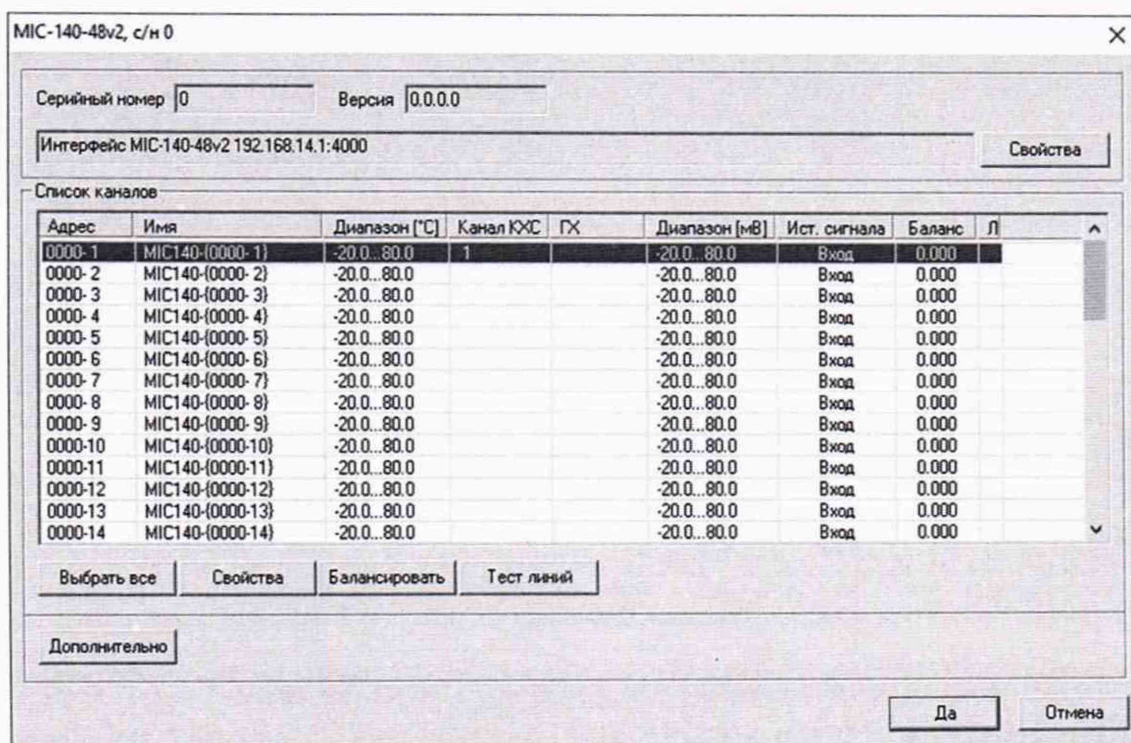 MIC-140-48v2, с/н 0
Серийный номер 0 Версия 0.0.0.0
Интерфейс MIC-140-48v2 192.168.14.1:4000 Свойства
Список каналов
Адрес Имя Диапазон [°C] Канал КХС ГХ Диапазон [мВ] Ист. сигнала Баланс Л
0000- 1 MIC140-{0000- 1} -20.0...80.0 1 -20.0...80.0 Вход 0.000
0000- 2 MIC140-{0000- 2} -20.0...80.0 -20.0...80.0 Вход 0.000
0000- 3 MIC140-{0000- 3} -20.0...80.0 -20.0...80.0 Вход 0.000
0000- 4 MIC140-{0000- 4} -20.0...80.0 -20.0...80.0 Вход 0.000
0000- 5 MIC140-{0000- 5} -20.0...80.0 -20.0...80.0 Вход 0.000
0000- 6 MIC140-{0000- 6} -20.0...80.0 -20.0...80.0 Вход 0.000
0000- 7 MIC140-{0000- 7} -20.0...80.0 -20.0...80.0 Вход 0.000
0000- 8 MIC140-{0000- 8} -20.0...80.0 -20.0...80.0 Вход 0.000
0000- 9 MIC140-{0000- 9} -20.0...80.0 -20.0...80.0 Вход 0.000
0000-10 MIC140-{0000-10} -20.0...80.0 -20.0...80.0 Вход 0.000
0000-11 MIC140-{0000-11} -20.0...80.0 -20.0...80.0 Вход 0.000
0000-12 MIC140-{0000-12} -20.0...80.0 -20.0...80.0 Вход 0.000
0000-13 MIC140-{0000-13} -20.0...80.0 -20.0...80.0 Вход 0.000
0000-14 MIC140-{0000-14} -20.0...80.0 -20.0...80.0 Вход 0.000
Выбрать все Свойства Балансировать Тест линий
Дополнительно
Да Отмена